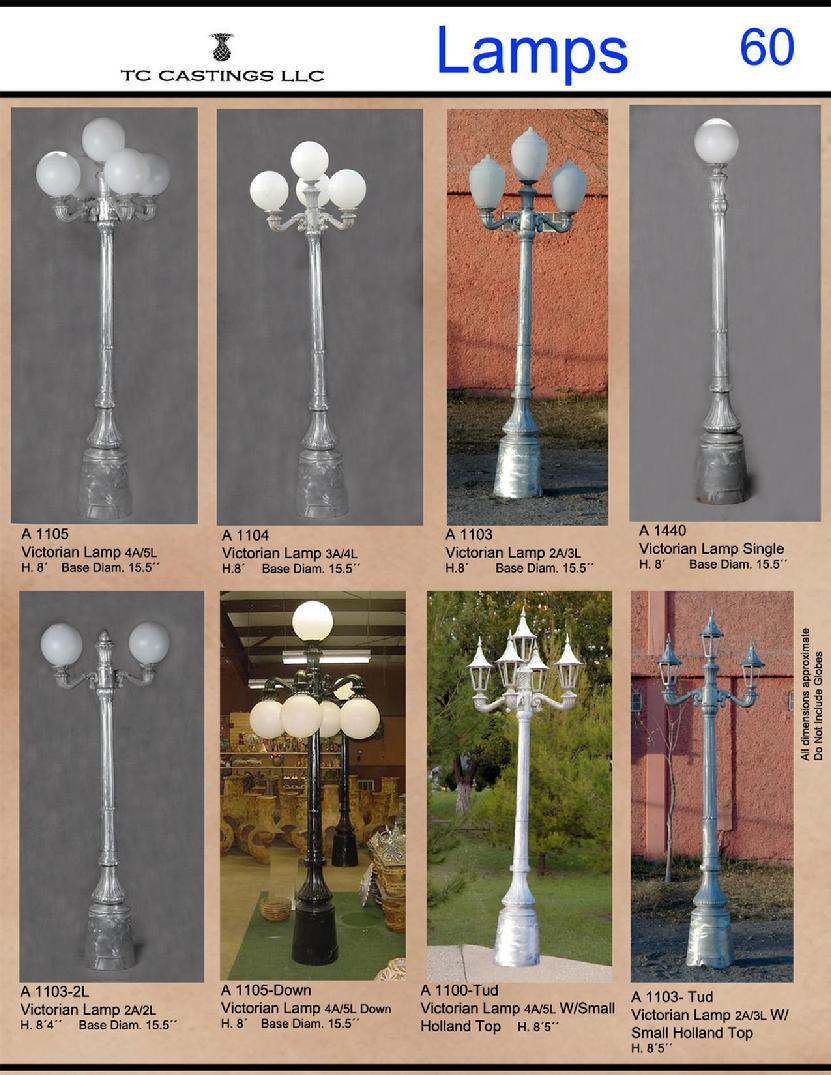 TC CASTINGS LLC
Lamps
60
A 1105
Victorian Lamp 4A/5L
H. 8´ Base Diam. 15.5´´
A 1104
Victorian Lamp 3A/4L
H.8´ Base Diam. 15.5´´
A 1103
Victorian Lamp 2A/3L
H.8´ Base Diam. 15.5´´
A 1440
Victorian Lamp Single
H. 8´ Base Diam. 15.5´´
A 1103-2L
Victorian Lamp 2A/2L
H. 8´4´´ Base Diam. 15.5´´
A 1105-Down
Victorian Lamp 4A/5L Down
H. 8´ Base Diam. 15.5´´
A 1100-Tud
Victorian Lamp 4A/5L W/Small
Holland Top H. 8´5´´
A 1103- Tud
Victorian Lamp 2A/3L W/
Small Holland Top
H. 8´5´´
All dimensions approximate
Do Not Include Globes